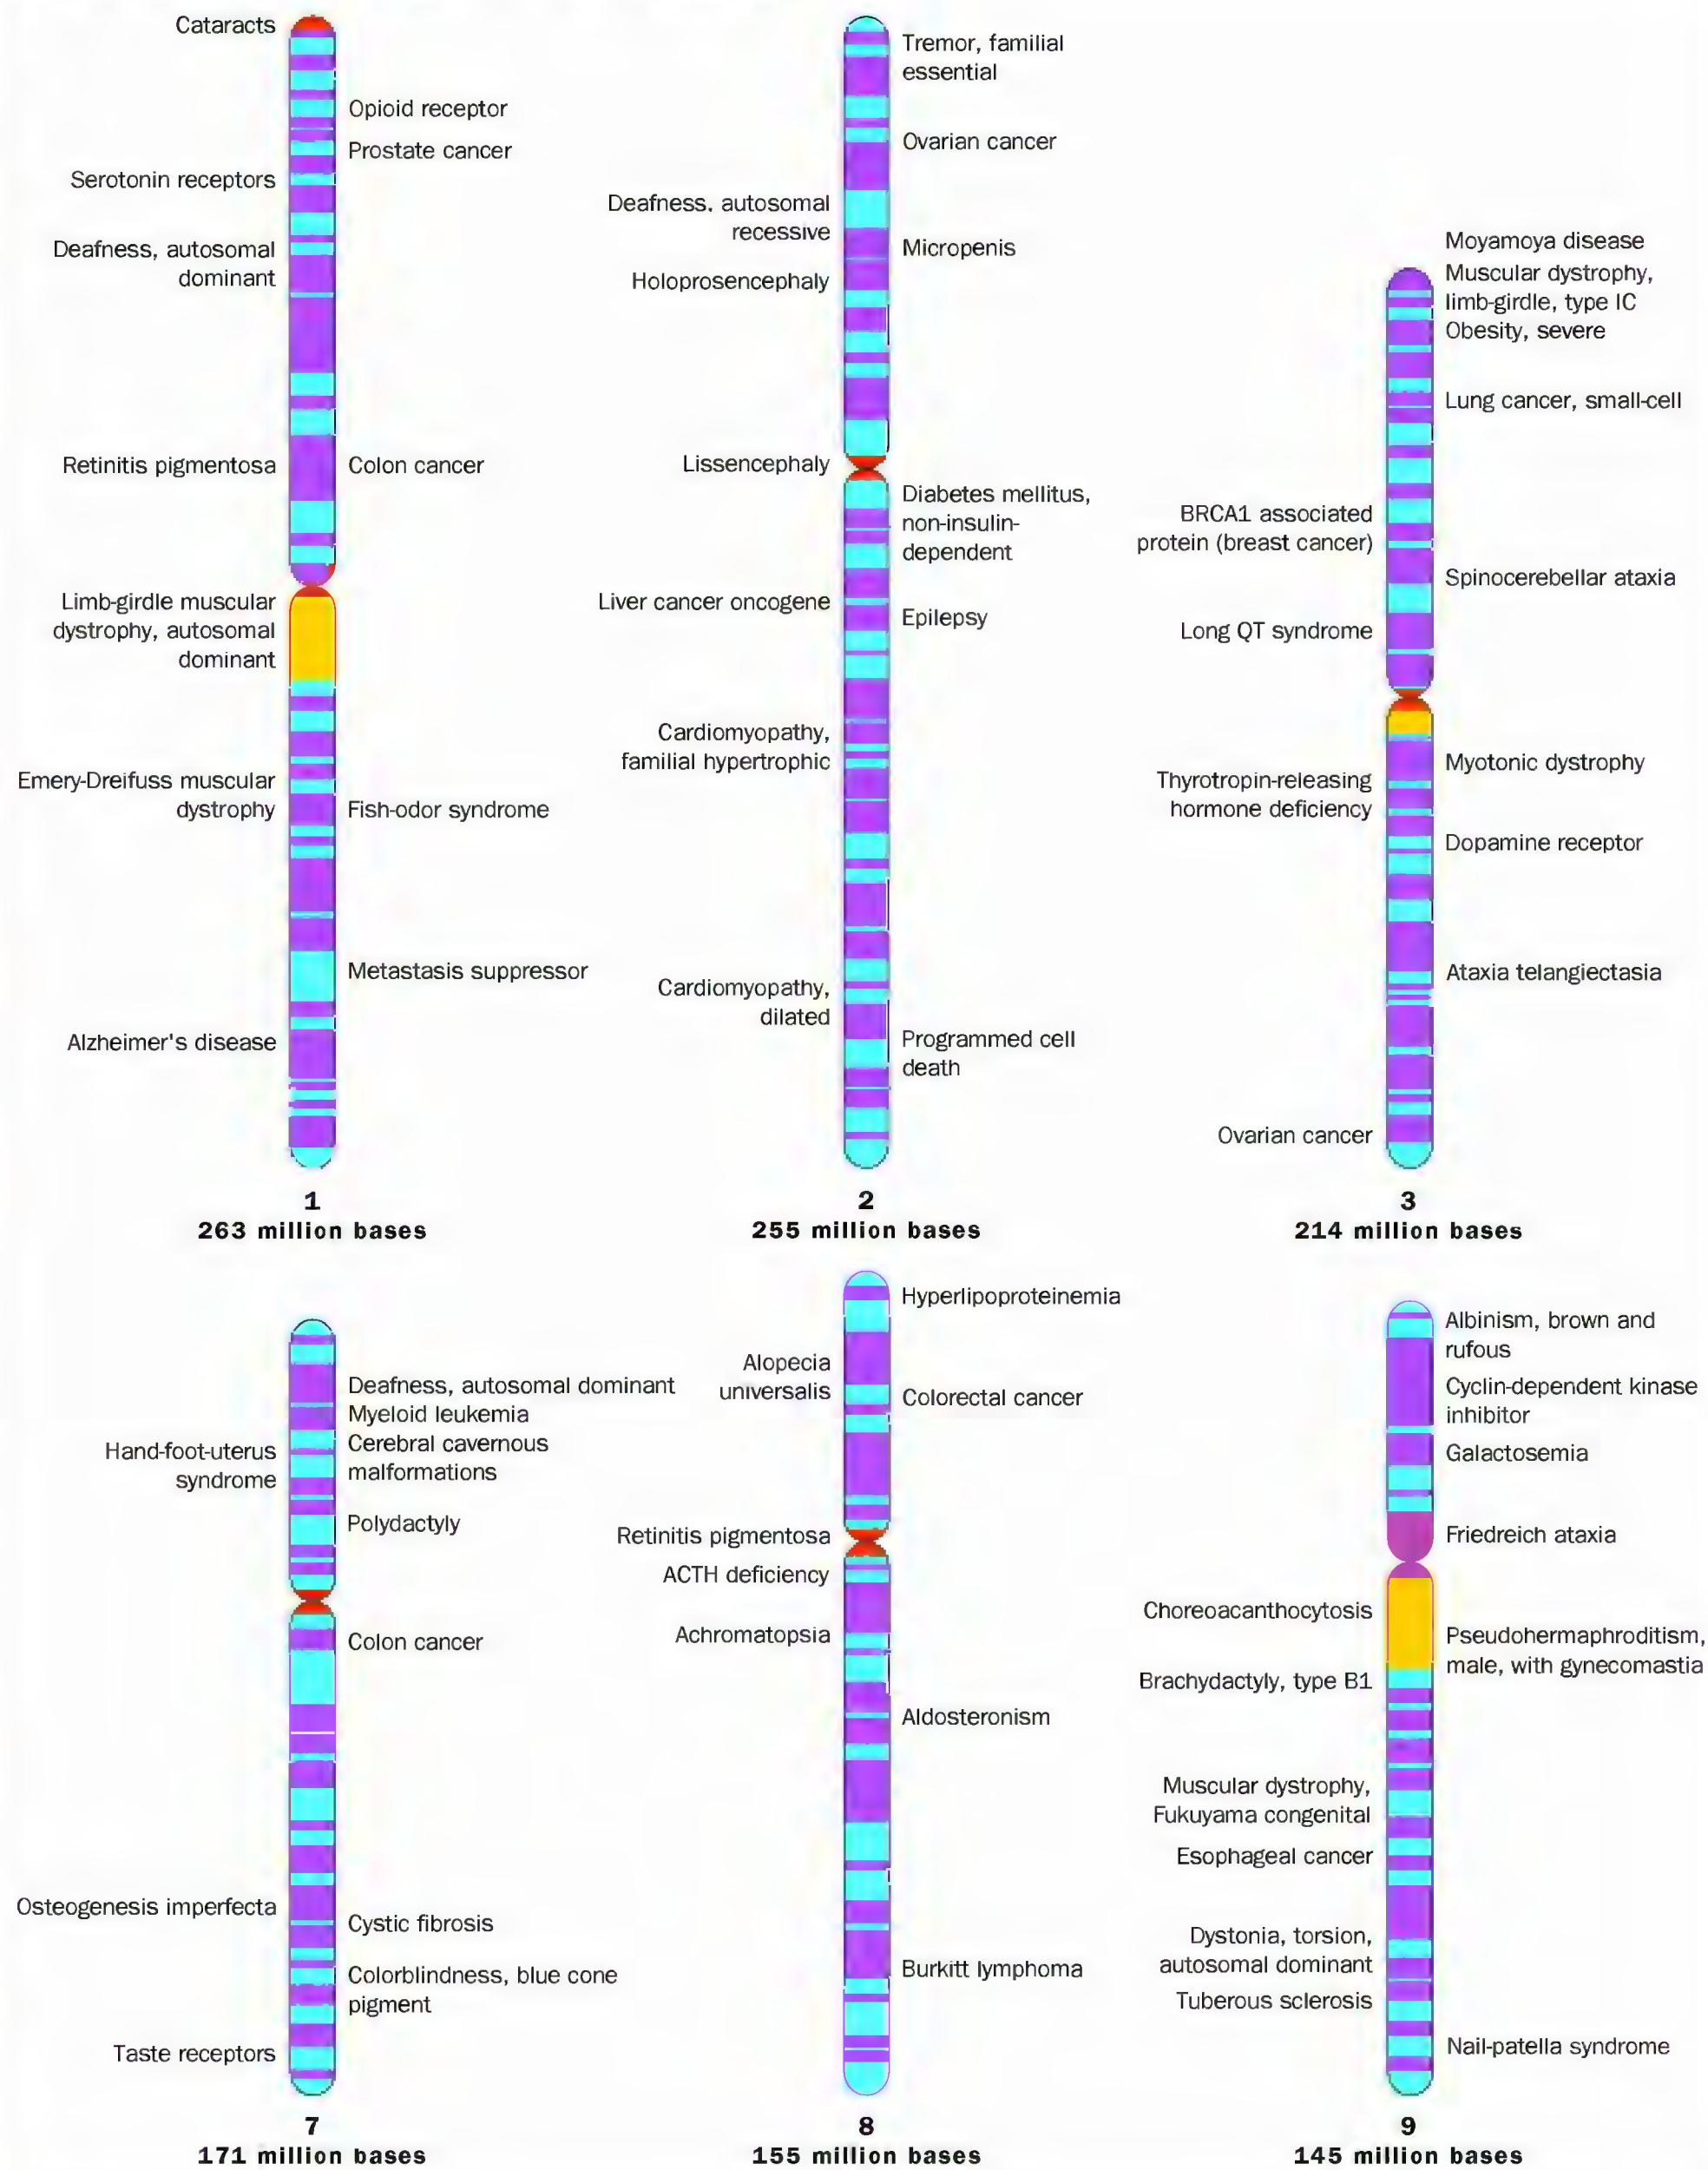 Cataracts
Opioid receptor
Prostate cancer
Serotonin receptors
Deafness, autosomal
dominant
Retinitis pigmentosa
Colon cancer
Limb-girdle muscular
dystrophy, autosomal
dominant
Emery-Dreifuss muscular
dystrophy
Fish-odor syndrome
Metastasis suppressor
Alzheimer's disease
1
263 million bases
Tremor, familial
essential
Ovarian cancer
Deafness, autosomal
recessive
Micropenis
Holoprosencephaly
Lissencephaly
Diabetes mellitus,
non-insulin-
dependent
Liver cancer oncogene
Epilepsy
Cardiomyopathy,
familial hypertrophic
Cardiomyopathy,
dilated
Programmed cell
death
2
255 million bases
Moyamoya disease
Muscular dystrophy,
limb-girdle, type IC
Obesity, severe
Lung cancer, small-cell
BRCA1 associated
protein (breast cancer)
Spinocerebellar ataxia
Long QT syndrome
Myotonic dystrophy
Thyrotropin-releasing
hormone deficiency
Dopamine receptor
Ataxia telangiectasia
Ovarian cancer
3
214 million bases
Deafness, autosomal dominant
Myeloid leukemia
Cerebral cavernous
malformations
Hand-foot-uterus
syndrome
Polydactyly
Colon cancer
Osteogenesis imperfecta
Cystic fibrosis
Colorblindness, blue cone
pigment
Taste receptors
7
171 million bases
Hyperlipoproteinemia
Alopecia
universalis
Colorectal cancer
Retinitis pigmentosa
ACTH deficiency
Achromatopsia
Aldosteronism
Burkitt lymphoma
8
155 million bases
Albinism, brown and
rufous
Cyclin-dependent kinase
inhibitor
Galactosemia
Friedreich ataxia
Choreoacanthocytosis
Pseudohermaphroditism,
male, with gynecomastia
Brachydactyly, type B1
Muscular dystrophy,
Fukuyama congenital
Esophageal cancer
Dystonia, torsion,
autosomal dominant
Tuberous sclerosis
Nail-patella syndrome
9
145 million bases